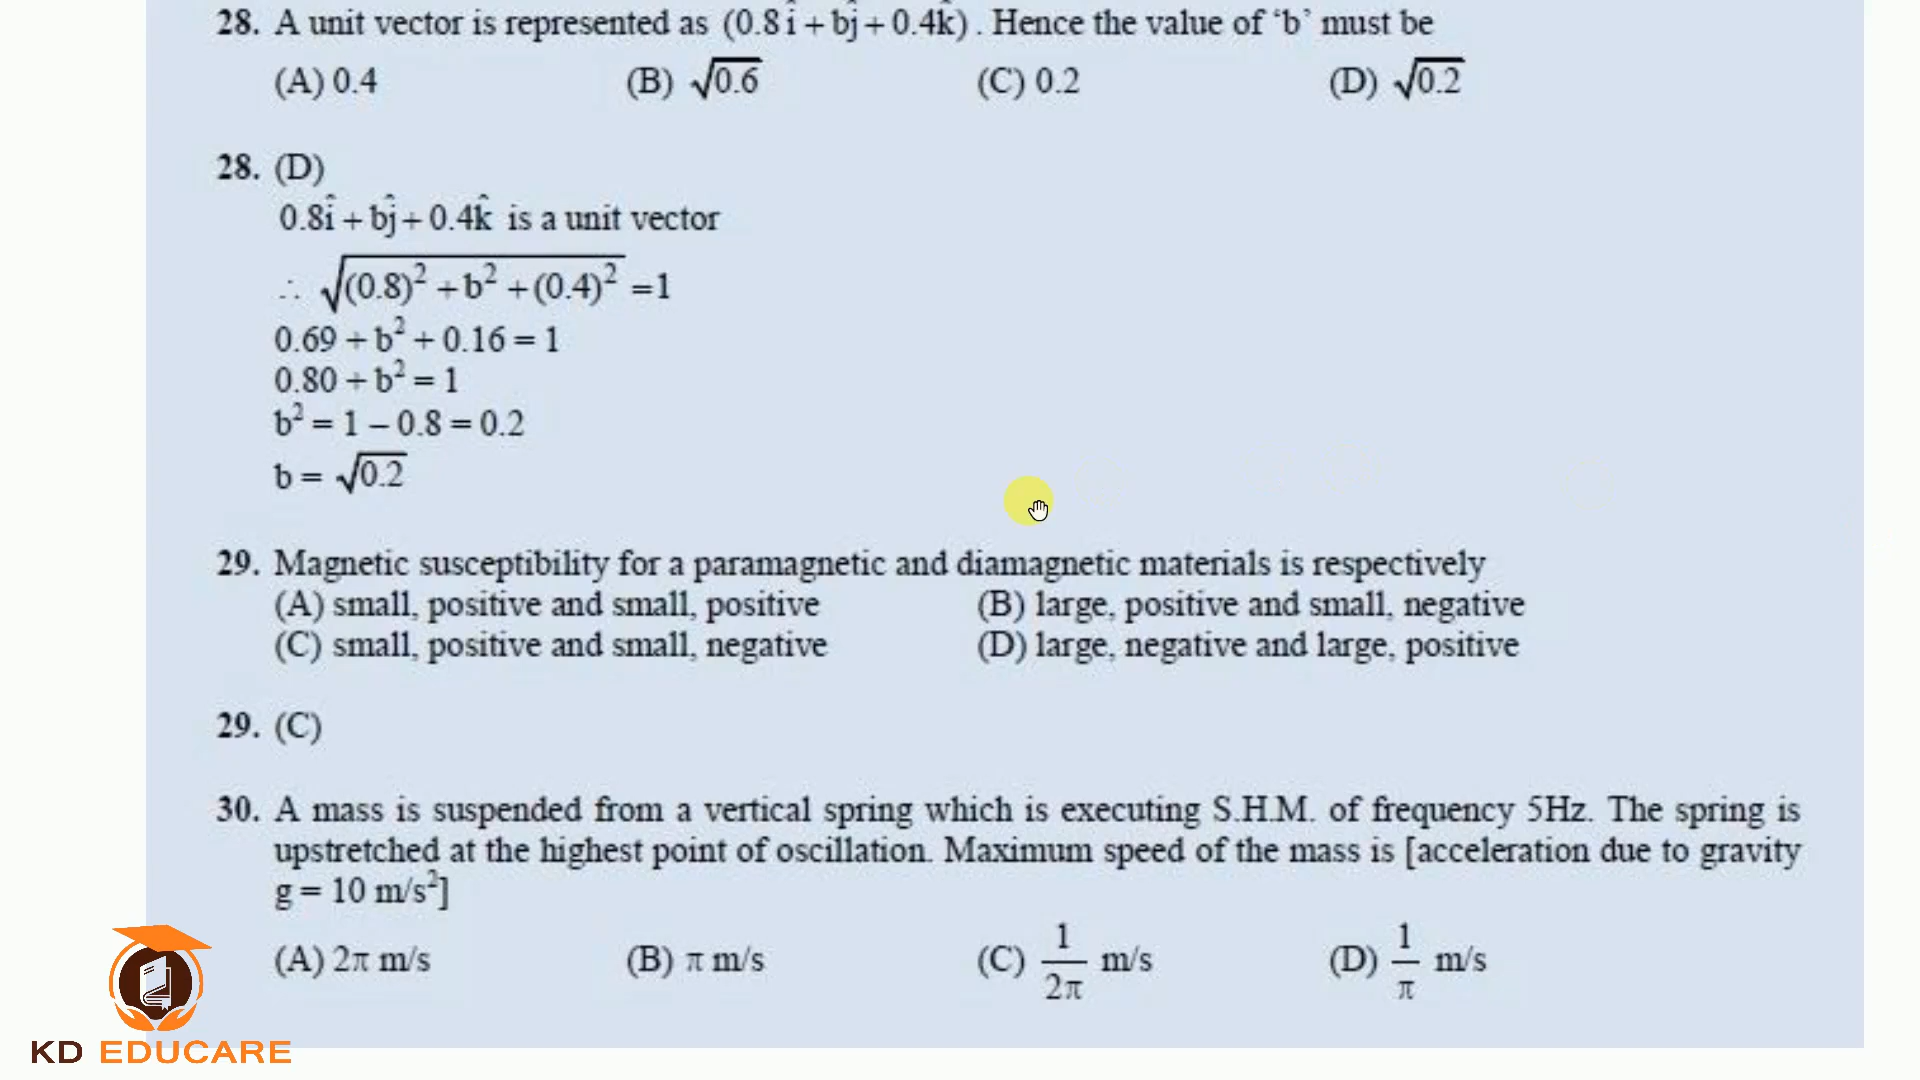 28. A unit vector is represented as (0.8î + bĵ + 0.4k̂). Hence the value of ‘b’ must be
(A) 0.4 (B) √0.6 (C) 0.2 (D) √0.2
28. (D)
0.8î + bĵ + 0.4k̂ is a unit vector
∴ √((0.8)² + b² + (0.4)²) = 1
0.69 + b² + 0.16 = 1
0.80 + b² = 1
b² = 1 – 0.8 = 0.2
b = √0.2
29. Magnetic susceptibility for a paramagnetic and diamagnetic materials is respectively
(A) small, positive and small, positive (B) large, positive and small, negative
(C) small, positive and small, negative (D) large, negative and large, positive
29. (C)
30. A mass is suspended from a vertical spring which is executing S.H.M. of frequency 5Hz. The spring is
upstretched at the highest point of oscillation. Maximum speed of the mass is [acceleration due to gravity
g = 10 m/s²]
(A) 2π m/s (B) π m/s (C) 1/2π m/s (D) 1/π m/s
KD EDUCARE